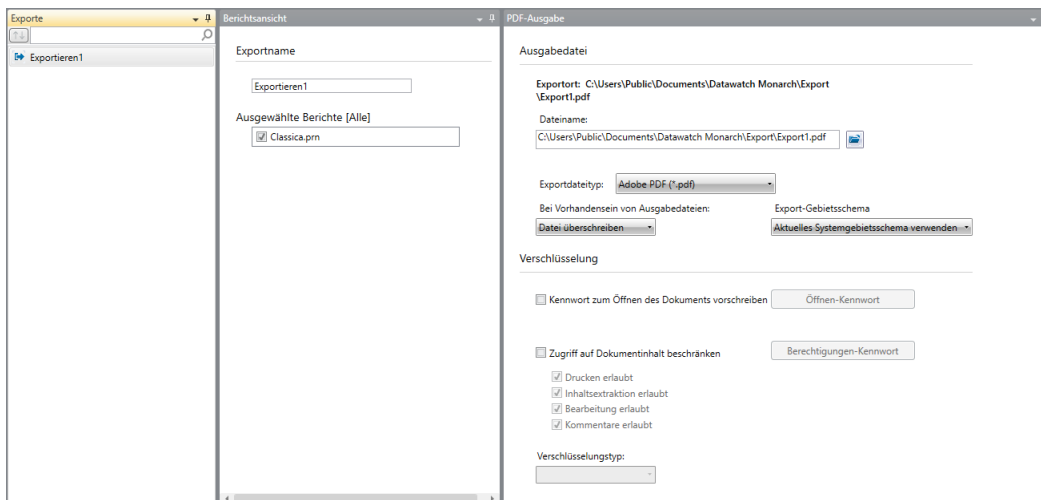 Exporte
Exportieren1
Berichtsansicht
Exportname
Exportieren1
Ausgewählte Berichte [Alle]
Classica.prn
PDF-Ausgabe
Ausgabedatei
Exportort: C:\Users\Public\Documents\Datawatch Monarch\Export
\Export1.pdf
Dateiname:
C:\Users\Public\Documents\Datawatch Monarch\Export\Export1.pdf
Exportdateityp: Adobe PDF (*.pdf)
Bei Vorhandensein von Ausgabedateien: Export-Gebietsschema
Datei überschreiben Aktuelles Systemgebietsschema verwenden
Verschlüsselung
Kennwort zum Öffnen des Dokuments vorschreiben Öffnen-Kennwort
Zugriff auf Dokumentinhalt beschränken Berechtigungen-Kennwort
Drucken erlaubt
Inhaltsextraktion erlaubt
Bearbeitung erlaubt
Kommentare erlaubt
Verschlüsselungstyp: